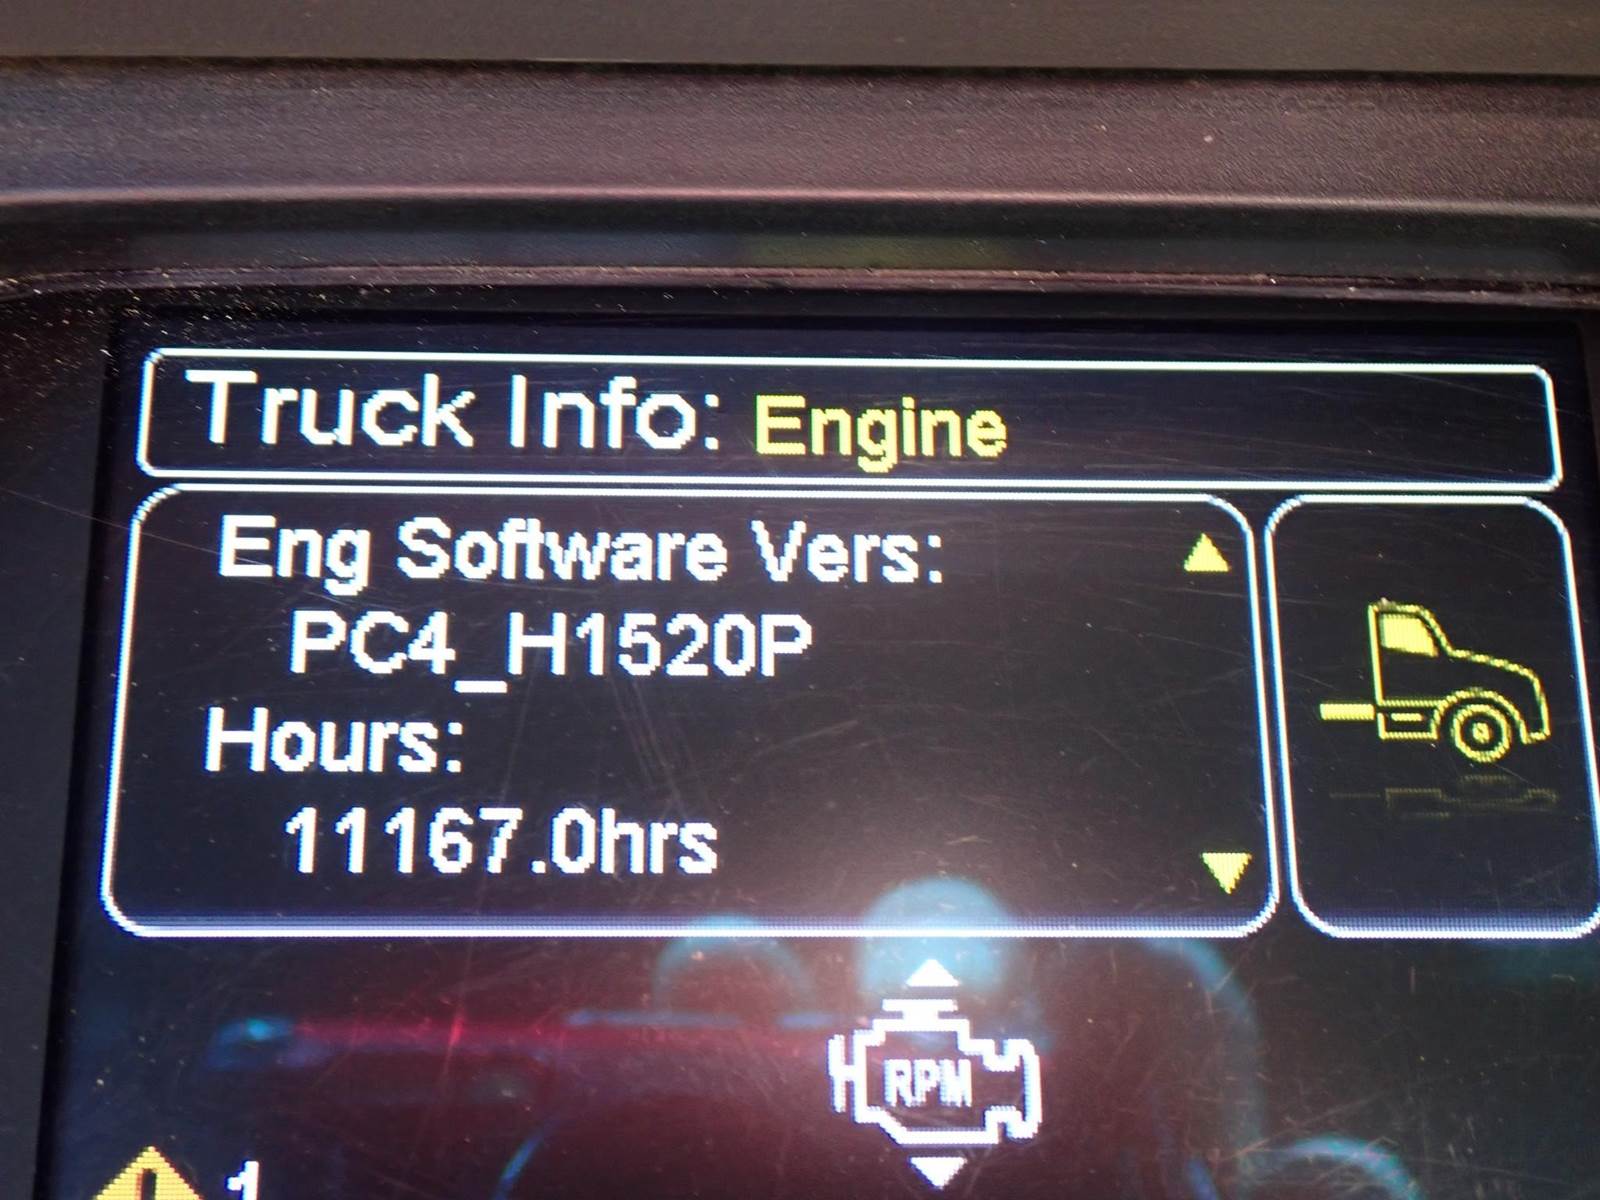 Truck Info: Engine
Eng Software Vers:
PC4_H1520P
Hours:
11167.0hrs
RPM
1